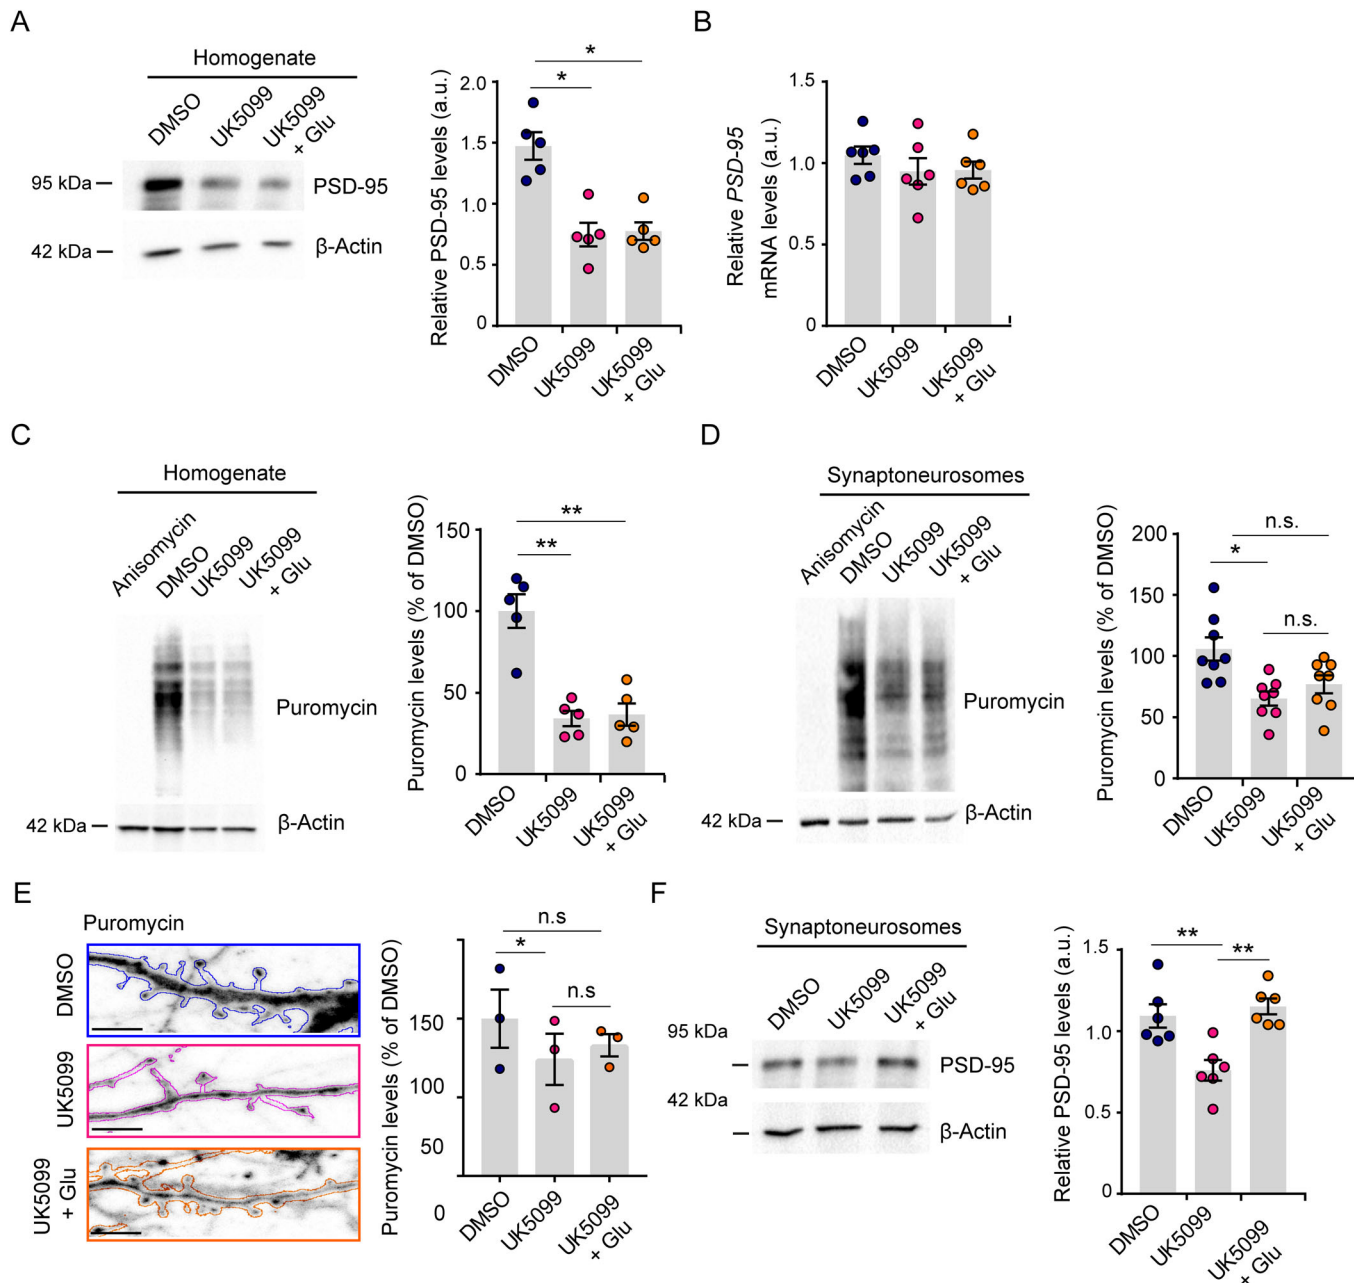 A
Homogenate
DMSO
UK5099
UK5099
+ Glu
95 kDa
PSD-95
42 kDa
β-Actin
Relative PSD-95 levels (a.u.)
2.0
1.5
1.0
0.5
0
*
*
DMSO
UK5099
UK5099
+ Glu
B
Relative PSD-95
mRNA levels (a.u.)
1.5
1.0
0.5
0
DMSO
UK5099
UK5099
+ Glu
C
Homogenate
Anisomycin
DMSO
UK5099
UK5099
+ Glu
Puromycin
42 kDa
β-Actin
Puromycin levels (% of DMSO)
150
100
50
0
**
**
DMSO
UK5099
UK5099
+ Glu
D
Synaptoneurosomes
Anisomycin
DMSO
UK5099
UK5099
+ Glu
Puromycin
42 kDa
β-Actin
Puromycin levels (% of DMSO)
200
150
100
50
0
n.s.
*
n.s.
DMSO
UK5099
UK5099
+ Glu
E
Puromycin
DMSO
UK5099
UK5099
+ Glu
Puromycin levels (% of DMSO)
150
100
50
0
n.s
*
n.s
DMSO
UK5099
UK5099
+ Glu
F
Synaptoneurosomes
DMSO
UK5099
UK5099
+ Glu
95 kDa
PSD-95
42 kDa
β-Actin
Relative PSD-95 levels (a.u.)
1.5
1.0
0.5
0
**
**
DMSO
UK5099
UK5099
+ Glu